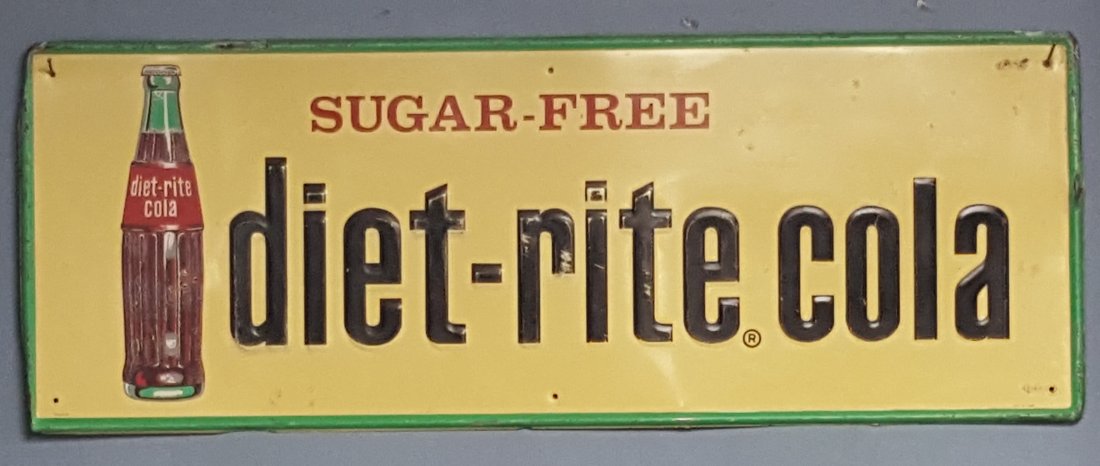 SUGAR-FREE
diet-rite cola
®
diet-rite
cola